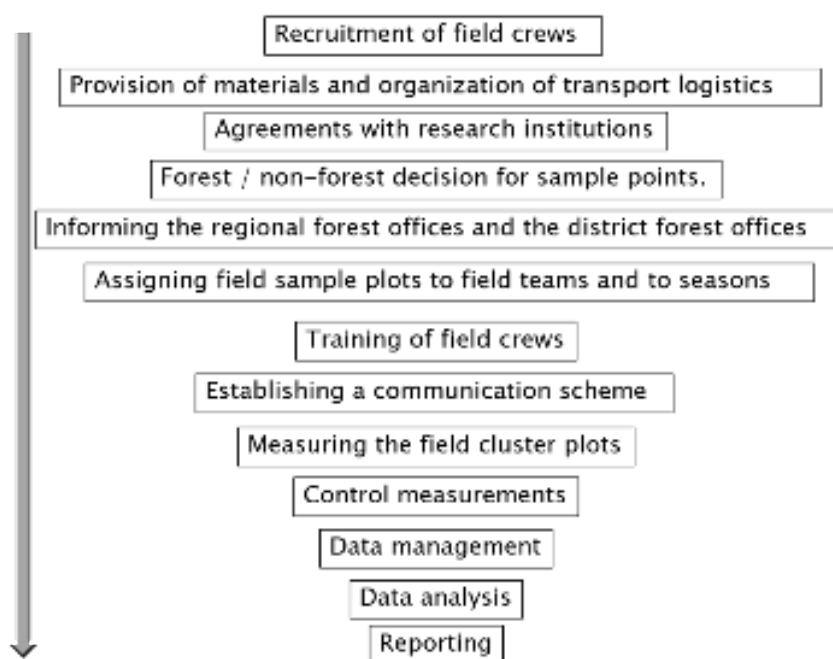 Recruitment of field crews
Provision of materials and organization of transport logistics
Agreements with research institutions
Forest / non-forest decision for sample points.
Informing the regional forest offices and the district forest offices
Assigning field sample plots to field teams and to seasons
Training of field crews
Establishing a communication scheme
Measuring the field cluster plots
Control measurements
Data management
Data analysis
Reporting